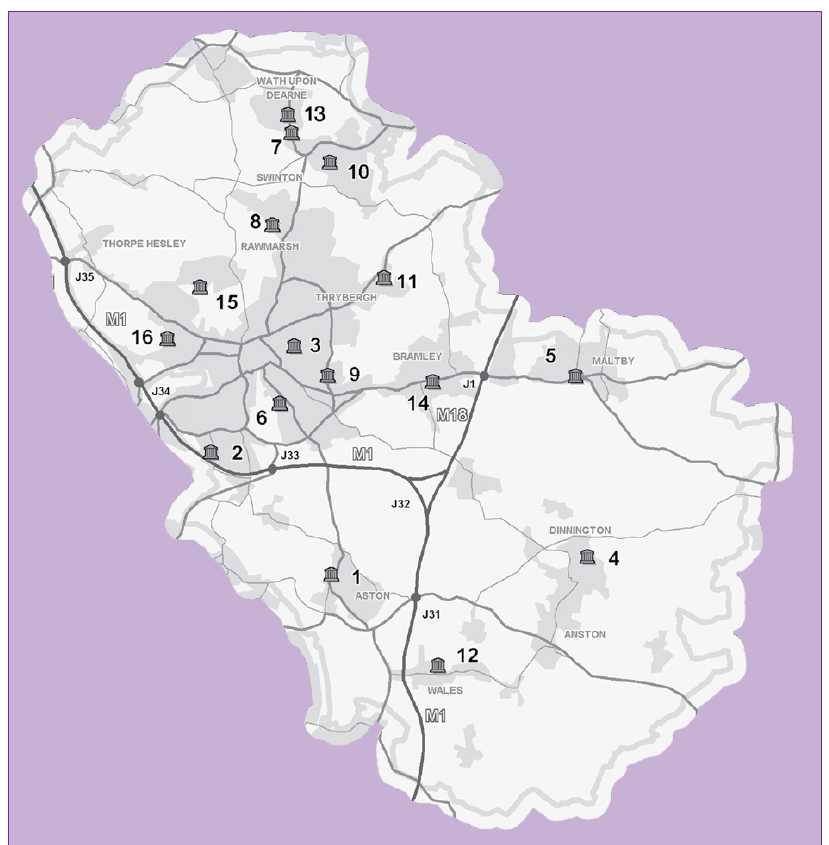 WATH UPON
DEARNE
13
7
10
SWINTON
8
RAWMARSH
THORPE HESLEY
J35
11
15
THRYBERGH
M1
16
3
BRAMLEY
5
MALTBY
9
J1
J34
14
6
M18
2
J33
M1
J32
DINNINGTON
4
1
ASTON
J31
ANSTON
12
WALES
M1